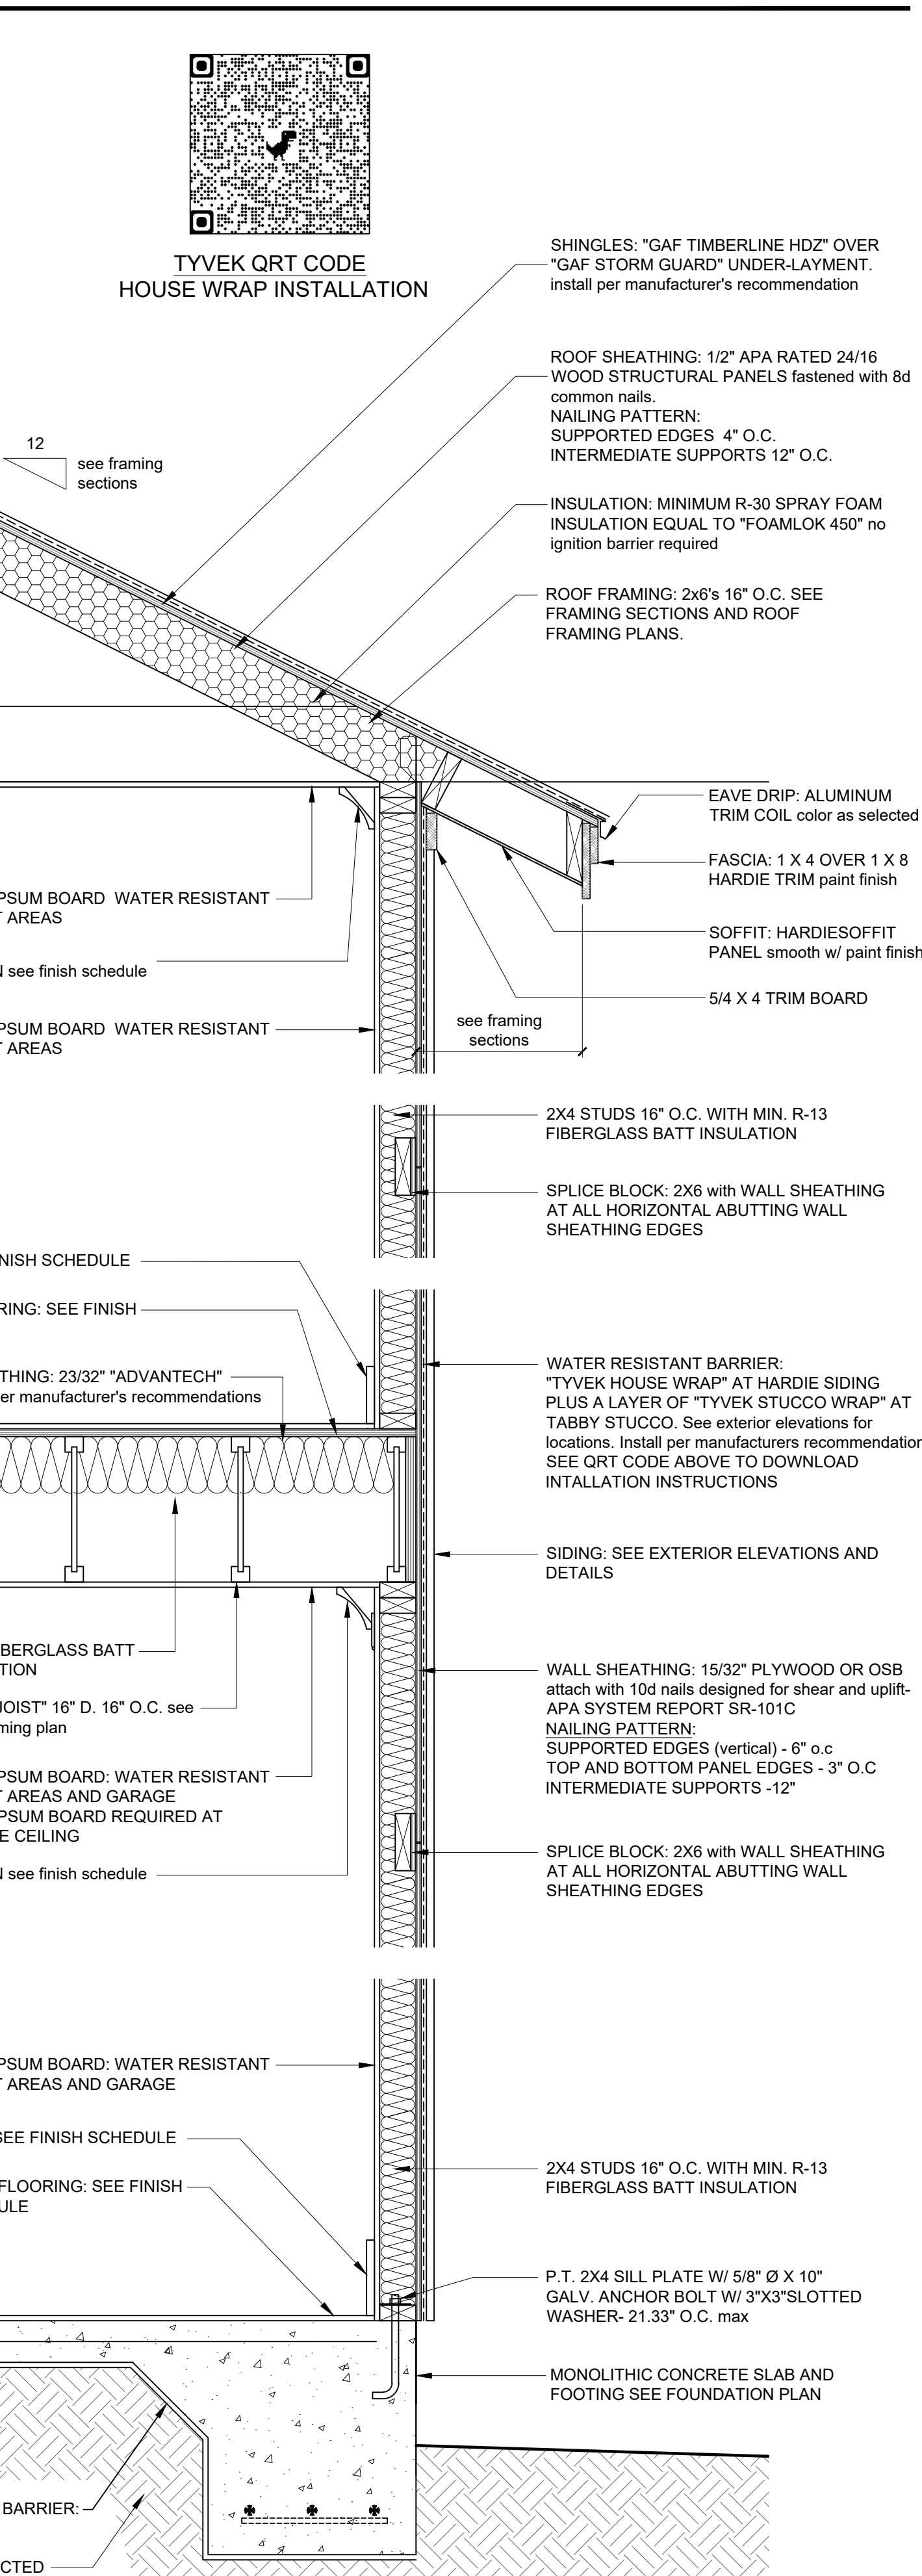 TYVEK QRT CODE
HOUSE WRAP INSTALLATION
SHINGLES: "GAF TIMBERLINE HDZ" OVER
"GAF STORM GUARD" UNDER-LAYMENT.
install per manufacturer's recommendation
ROOF SHEATHING: 1/2" APA RATED 24/16
WOOD STRUCTURAL PANELS fastened with 8d
common nails.
NAILING PATTERN:
SUPPORTED EDGES 4" O.C.
INTERMEDIATE SUPPORTS 12" O.C.
12
see framing
sections
INSULATION: MINIMUM R-30 SPRAY FOAM
INSULATION EQUAL TO "FOAMLOK 450" no
ignition barrier required
ROOF FRAMING: 2x6's 16" O.C. SEE
FRAMING SECTIONS AND ROOF
FRAMING PLANS.
EAVE DRIP: ALUMINUM
TRIM COIL color as selected
FASCIA: 1 X 4 OVER 1 X 8
HARDIE TRIM paint finish
SOFFIT: HARDIESOFFIT
PANEL smooth w/ paint finish
5/4 X 4 TRIM BOARD
see framing
sections
PSUM BOARD WATER RESISTANT
T AREAS
N see finish schedule
PSUM BOARD WATER RESISTANT
T AREAS
2X4 STUDS 16" O.C. WITH MIN. R-13
FIBERGLASS BATT INSULATION
SPLICE BLOCK: 2X6 with WALL SHEATHING
AT ALL HORIZONTAL ABUTTING WALL
SHEATHING EDGES
NISH SCHEDULE
RING: SEE FINISH
THING: 23/32" "ADVANTECH"
er manufacturer's recommendations
WATER RESISTANT BARRIER:
"TYVEK HOUSE WRAP" AT HARDIE SIDING
PLUS A LAYER OF "TYVEK STUCCO WRAP" AT
TABBY STUCCO. See exterior elevations for
locations. Install per manufacturers recommendation
SEE QRT CODE ABOVE TO DOWNLOAD
INTALLATION INSTRUCTIONS
SIDING: SEE EXTERIOR ELEVATIONS AND
DETAILS
BERGLASS BATT
TION
JOIST" 16" D. 16" O.C. see
ming plan
PSUM BOARD: WATER RESISTANT
T AREAS AND GARAGE
PSUM BOARD REQUIRED AT
E CEILING
N see finish schedule
WALL SHEATHING: 15/32" PLYWOOD OR OSB
attach with 10d nails designed for shear and uplift-
APA SYSTEM REPORT SR-101C
NAILING PATTERN:
SUPPORTED EDGES (vertical) - 6" o.c
TOP AND BOTTOM PANEL EDGES - 3" O.C
INTERMEDIATE SUPPORTS -12"
SPLICE BLOCK: 2X6 with WALL SHEATHING
AT ALL HORIZONTAL ABUTTING WALL
SHEATHING EDGES
PSUM BOARD: WATER RESISTANT
T AREAS AND GARAGE
SEE FINISH SCHEDULE
FLOORING: SEE FINISH
ULE
2X4 STUDS 16" O.C. WITH MIN. R-13
FIBERGLASS BATT INSULATION
P.T. 2X4 SILL PLATE W/ 5/8" Ø X 10"
GALV. ANCHOR BOLT W/ 3"X3"SLOTTED
WASHER- 21.33" O.C. max
MONOLITHIC CONCRETE SLAB AND
FOOTING SEE FOUNDATION PLAN
BARRIER:
CTED